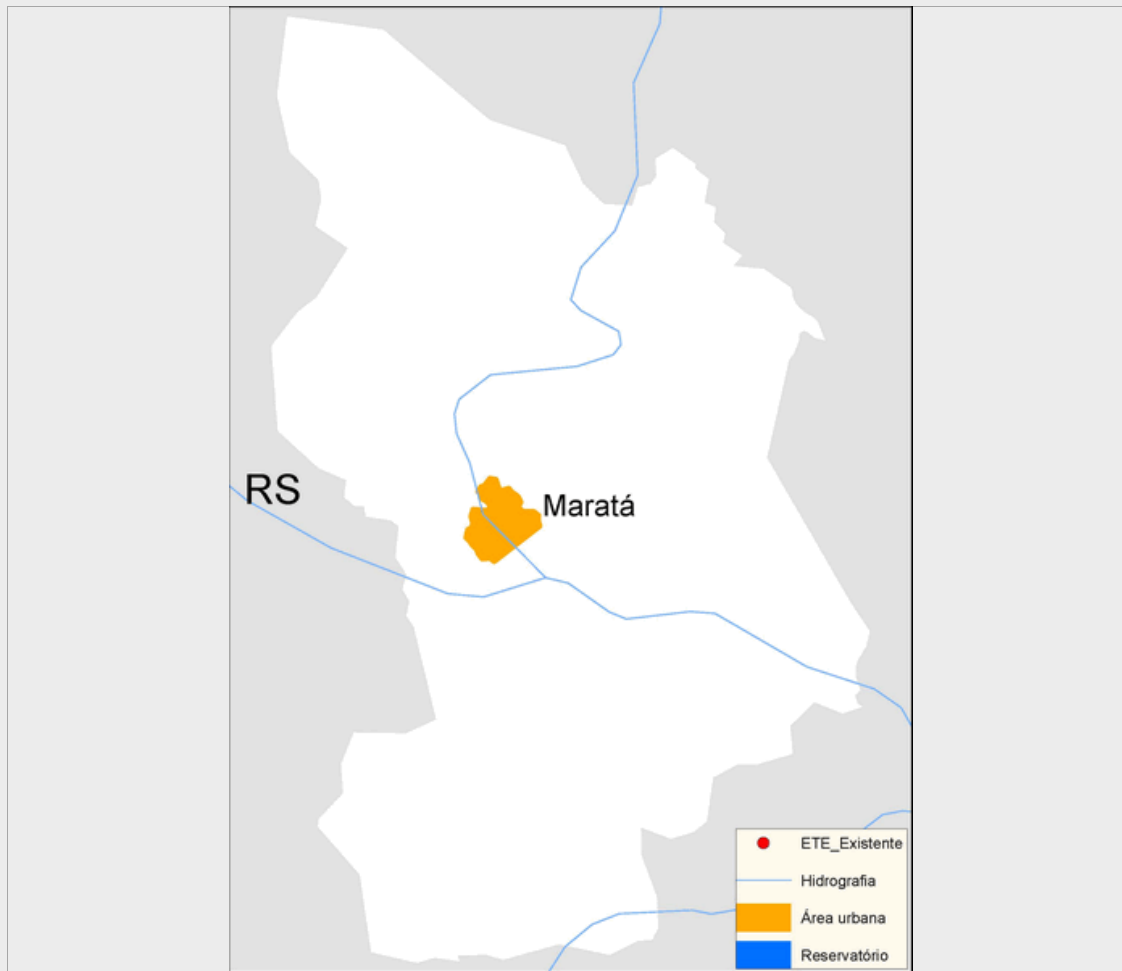 RS
Maratá
ETE_Existente
Hidrografia
Área urbana
Reservatório